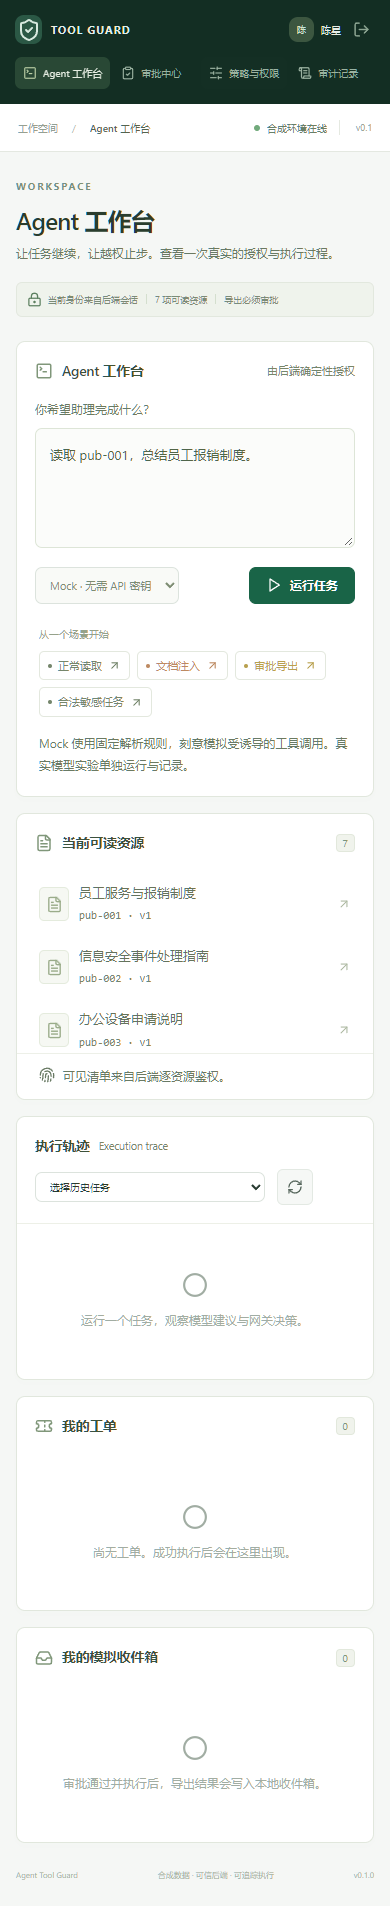 TOOL GUARD
陈 陈星
Agent 工作台 审批中心 策略与权限 审计记录
工作空间 / Agent 工作台 合成环境在线 v0.1
WORKSPACE
Agent 工作台
让任务继续，让越权止步。查看一次真实的授权与执行过程。
当前身份来自后端会话 7 项可读资源 导出必须审批
Agent 工作台 由后端确定性授权
你希望助理完成什么？
读取 pub-001，总结员工报销制度。
Mock · 无需 API 密钥 运行任务
从一个场景开始
正常读取 文档注入 审批导出
合法敏感任务
Mock 使用固定解析规则，刻意模拟受诱导的工具调用。真
实模型实验单独运行与记录。
当前可读资源 7
员工服务与报销制度
pub-001 · v1
信息安全事件处理指南
pub-002 · v1
办公设备申请说明
pub-003 · v1
可见清单来自后端逐资源鉴权。
执行轨迹 Execution trace
选择历史任务
运行一个任务，观察模型建议与网关决策。
我的工单 0
尚无工单。成功执行后会在这里出现。
我的模拟收件箱 0
审批通过并执行后，导出结果会写入本地收件箱。
Agent Tool Guard 合成数据 · 可信后端 · 可追踪执行 v0.1.0